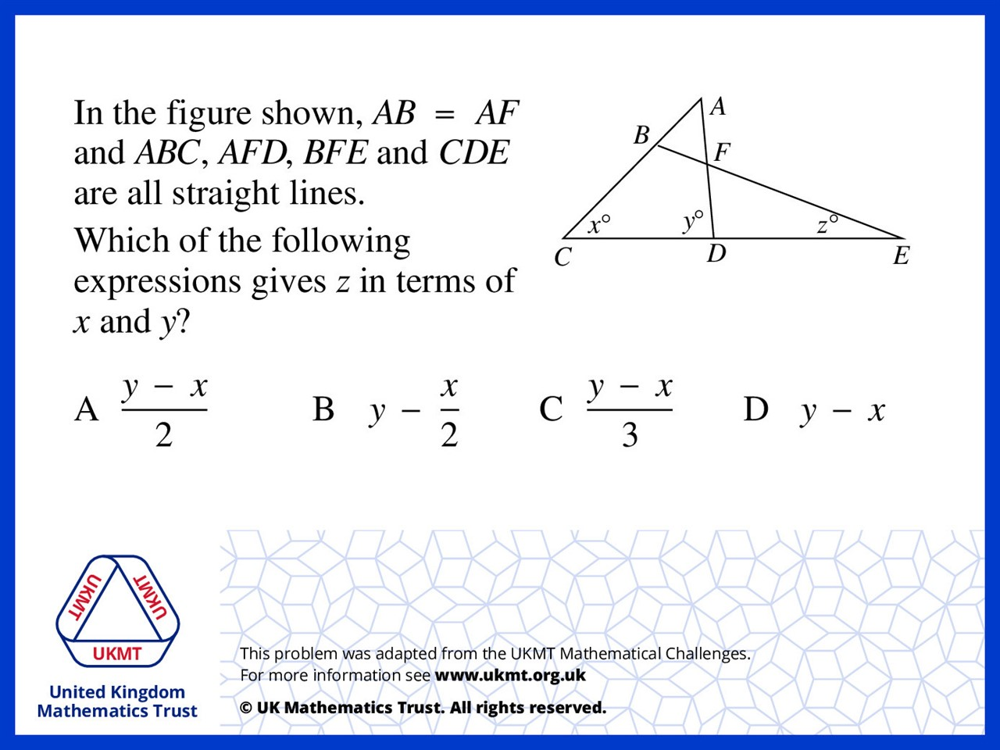 In the figure shown, AB = AF
and ABC, AFD, BFE and CDE
are all straight lines.
Which of the following
expressions gives z in terms of
x and y?
A
B
F
x°
y°
z°
C
D
E
A (y − x)/2
B y − x/2
C (y − x)/3
D y − x
UKMT
UKMT
UKMT
United Kingdom
Mathematics Trust
This problem was adapted from the UKMT Mathematical Challenges.
For more information see www.ukmt.org.uk
© UK Mathematics Trust. All rights reserved.